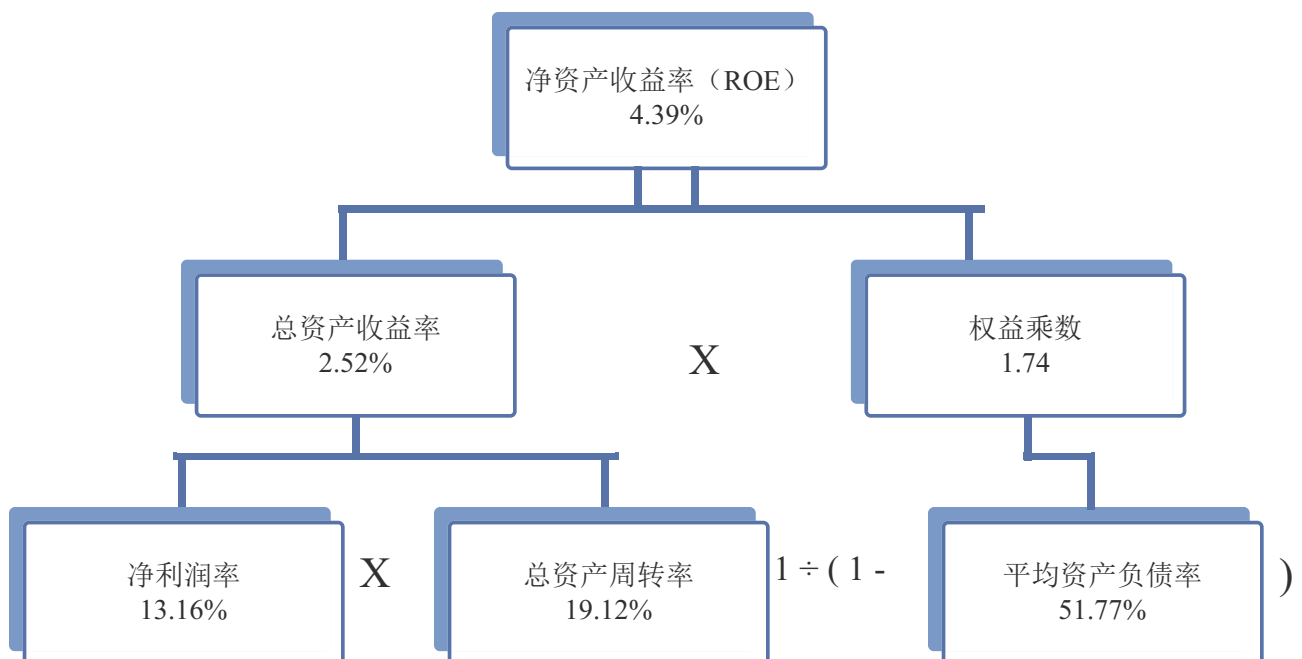 净资产收益率（ROE）
4.39%
总资产收益率
2.52%
X
权益乘数
1.74
净利润率
13.16%
X
总资产周转率
19.12%
1 ÷ ( 1 -
平均资产负债率
51.77%
)